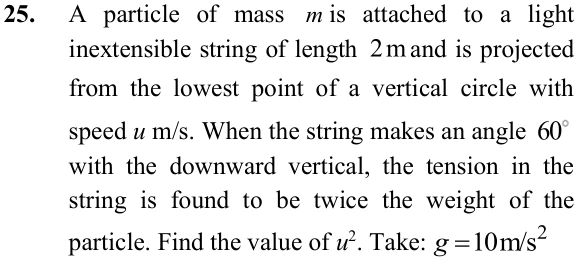 25. A particle of mass m is attached to a light
inextensible string of length 2 m and is projected
from the lowest point of a vertical circle with
speed u m/s. When the string makes an angle 60°
with the downward vertical, the tension in the
string is found to be twice the weight of the
particle. Find the value of u². Take: g = 10 m/s²